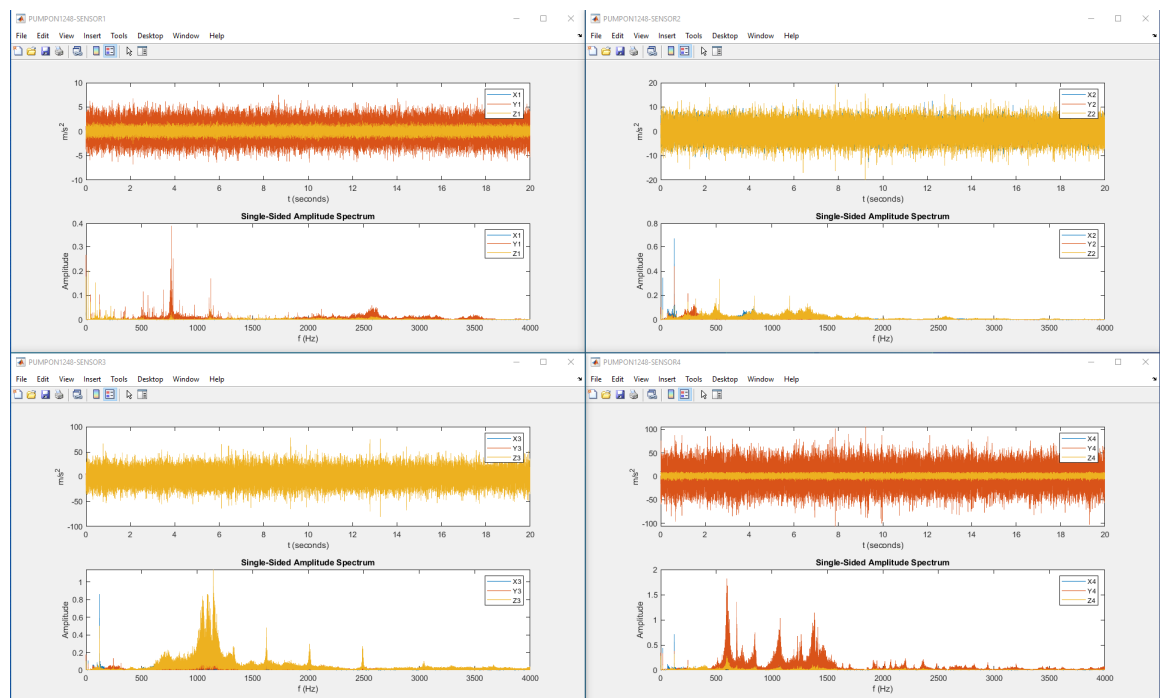 PUMPON1248-SENSOR1
File Edit View Insert Tools Desktop Window Help
10
5
0
-5
-10
m/s²
X1
Y1
Z1
0 2 4 6 8 10 12 14 16 18 20
t (seconds)
Single-Sided Amplitude Spectrum
0.4
0.3
0.2
0.1
0
Amplitude
X1
Y1
Z1
0 500 1000 1500 2000 2500 3000 3500 4000
f (Hz)
PUMPON1248-SENSOR2
File Edit View Insert Tools Desktop Window Help
20
10
0
-10
-20
m/s²
X2
Y2
Z2
0 2 4 6 8 10 12 14 16 18 20
t (seconds)
Single-Sided Amplitude Spectrum
0.8
0.6
0.4
0.2
0
Amplitude
X2
Y2
Z2
0 500 1000 1500 2000 2500 3000 3500 4000
f (Hz)
PUMPON1248-SENSOR3
File Edit View Insert Tools Desktop Window Help
100
50
0
-50
-100
m/s²
X3
Y3
Z3
0 2 4 6 8 10 12 14 16 18 20
t (seconds)
Single-Sided Amplitude Spectrum
1
0.8
0.6
0.4
0.2
0
Amplitude
X3
Y3
Z3
0 500 1000 1500 2000 2500 3000 3500 4000
f (Hz)
PUMPON1248-SENSOR4
File Edit View Insert Tools Desktop Window Help
100
50
0
-50
-100
m/s²
X4
Y4
Z4
0 2 4 6 8 10 12 14 16 18 20
t (seconds)
Single-Sided Amplitude Spectrum
2
1.5
1
0.5
0
Amplitude
X4
Y4
Z4
0 500 1000 1500 2000 2500 3000 3500 4000
f (Hz)